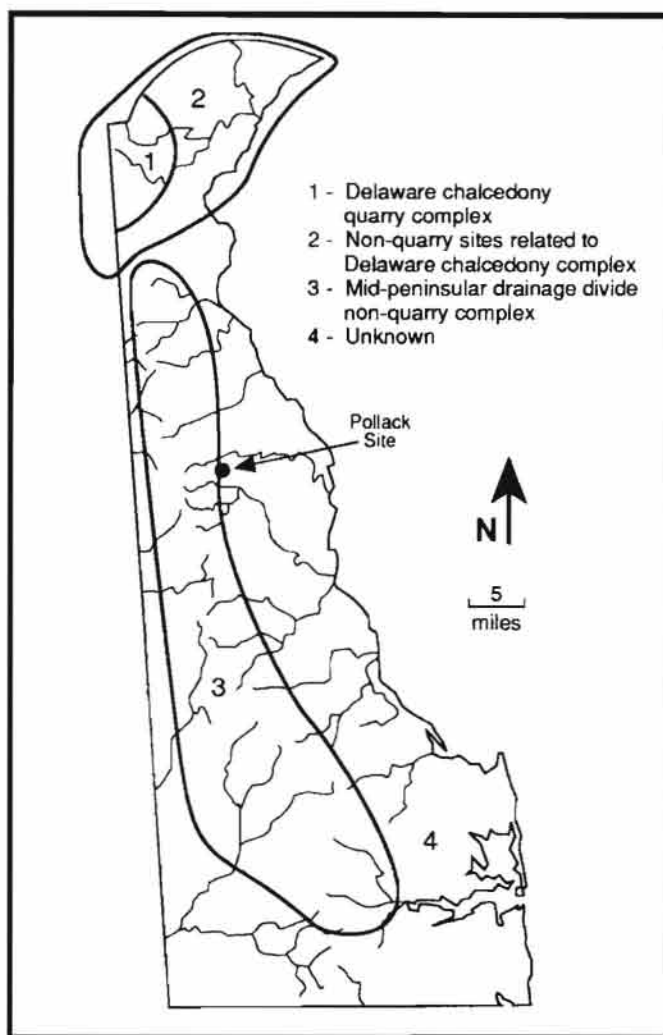 2
1
1 - Delaware chalcedony
quarry complex
2 - Non-quarry sites related to
Delaware chalcedony complex
3 - Mid-peninsular drainage divide
non-quarry complex
4 - Unknown
Pollack
Site
N
5
miles
3
4